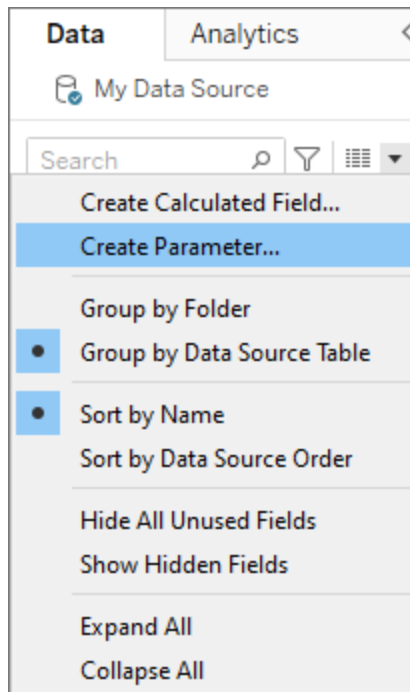 Data Analytics
My Data Source
Search
Create Calculated Field...
Create Parameter...
Group by Folder
Group by Data Source Table
Sort by Name
Sort by Data Source Order
Hide All Unused Fields
Show Hidden Fields
Expand All
Collapse All